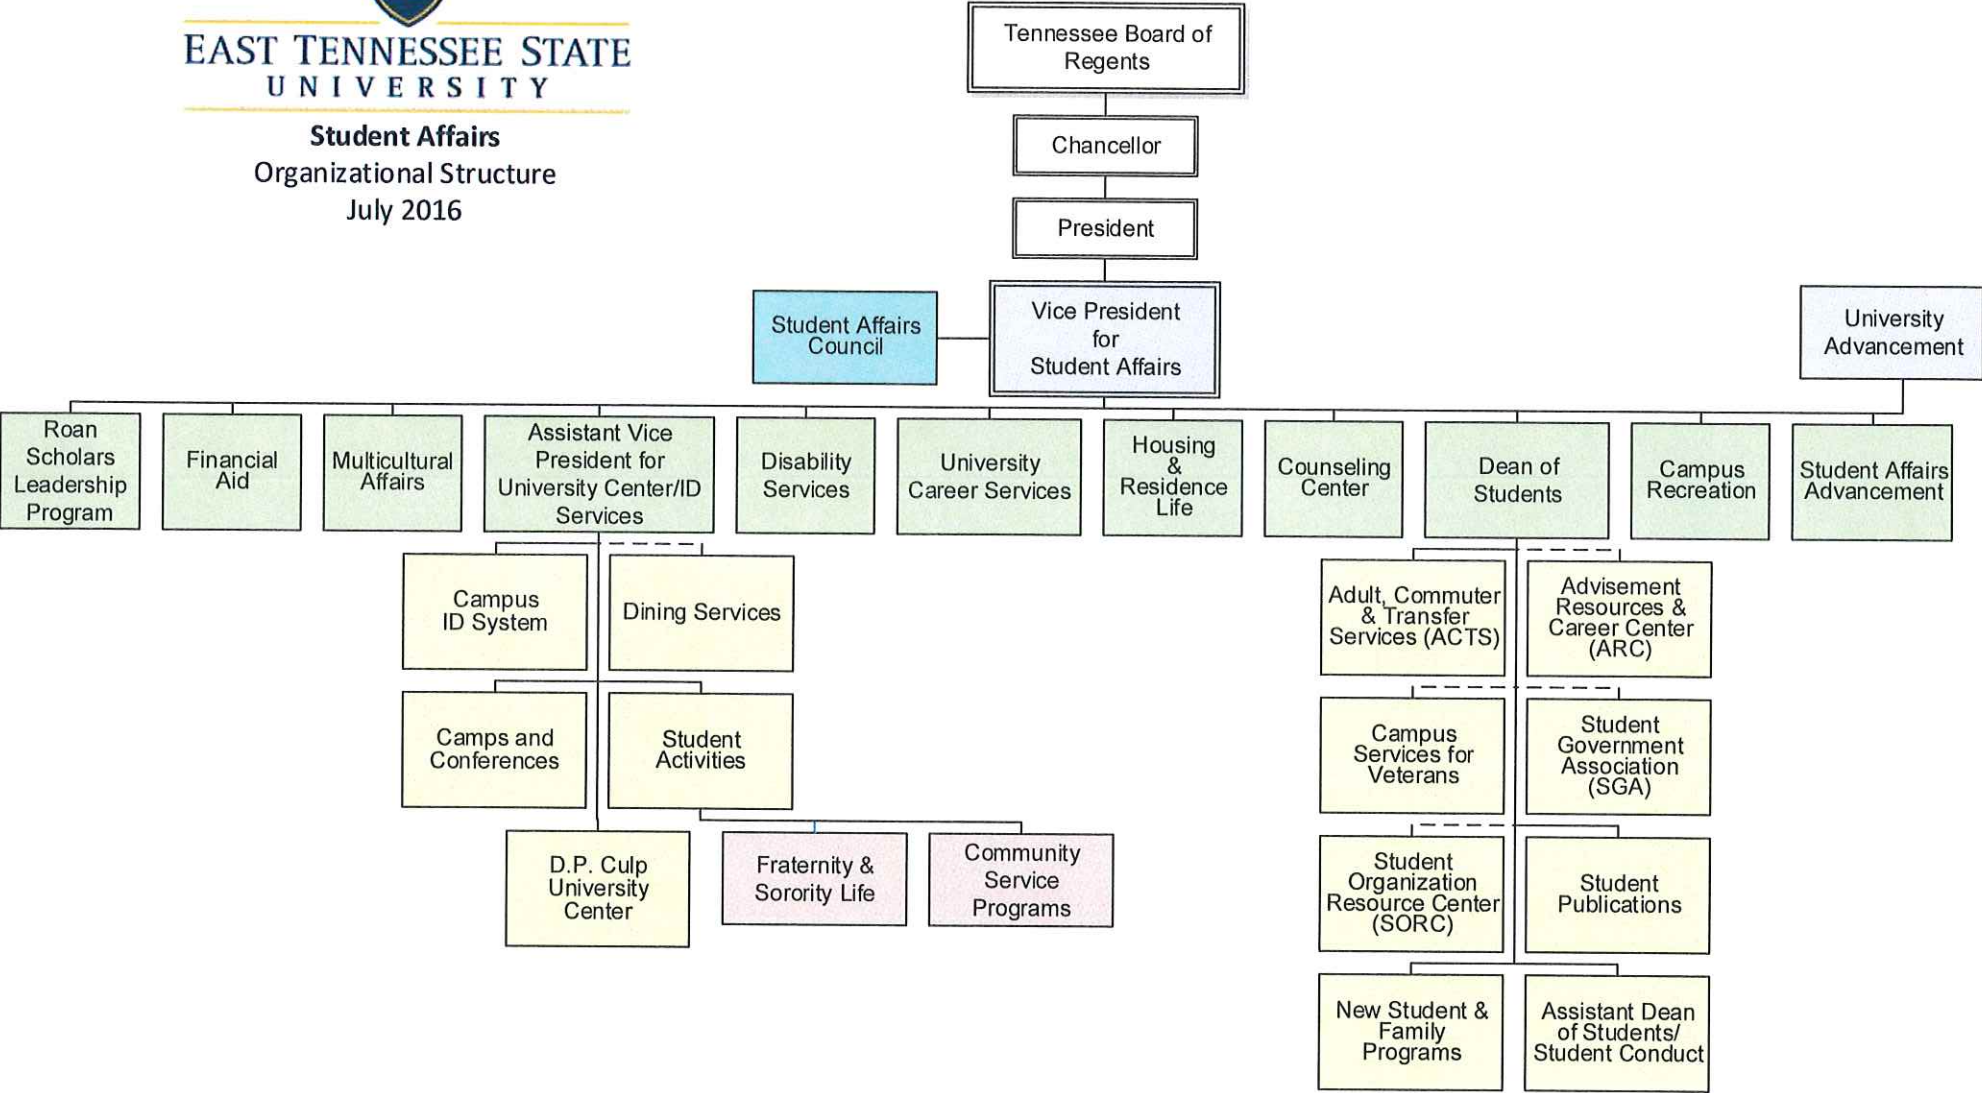 EAST TENNESSEE STATE
UNIVERSITY
Student Affairs
Organizational Structure
July 2016
Tennessee Board of
Regents
Chancellor
President
Student Affairs
Council
Vice President
for
Student Affairs
University
Advancement
Roan
Scholars
Leadership
Program
Financial
Aid
Multicultural
Affairs
Assistant Vice
President for
University Center/ID
Services
Disability
Services
University
Career Services
Housing
&
Residence
Life
Counseling
Center
Dean of
Students
Campus
Recreation
Student Affairs
Advancement
Campus
ID System
Dining Services
Camps and
Conferences
Student
Activities
D.P. Culp
University
Center
Fraternity &
Sorority Life
Community
Service
Programs
Adult, Commuter
& Transfer
Services (ACTS)
Advisement
Resources &
Career Center
(ARC)
Campus
Services for
Veterans
Student
Government
Association
(SGA)
Student
Organization
Resource Center
(SORC)
Student
Publications
New Student &
Family
Programs
Assistant Dean
of Students/
Student Conduct